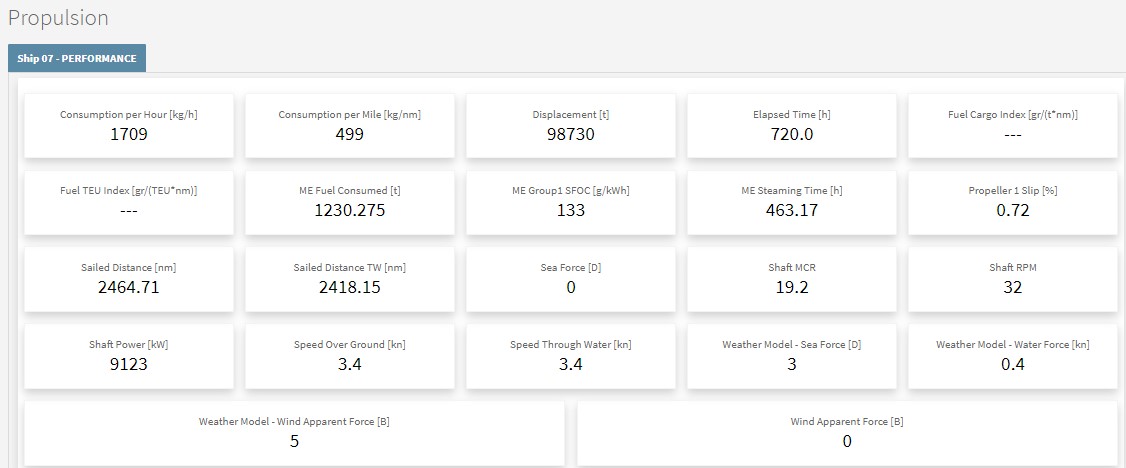 Propulsion
Ship 07 - PERFORMANCE
Consumption per Hour [kg/h]
1709
Consumption per Mile [kg/nm]
499
Displacement [t]
98730
Elapsed Time [h]
720.0
Fuel Cargo Index [gr/(t*nm)]
---
Fuel TEU Index [gr/(TEU*nm)]
---
ME Fuel Consumed [t]
1230.275
ME Group1 SFOC [g/kWh]
133
ME Steaming Time [h]
463.17
Propeller 1 Slip [%]
0.72
Sailed Distance [nm]
2464.71
Sailed Distance TW [nm]
2418.15
Sea Force [D]
0
Shaft MCR
19.2
Shaft RPM
32
Shaft Power [kW]
9123
Speed Over Ground [kn]
3.4
Speed Through Water [kn]
3.4
Weather Model - Sea Force [D]
3
Weather Model - Water Force [kn]
0.4
Weather Model - Wind Apparent Force [B]
5
Wind Apparent Force [B]
0